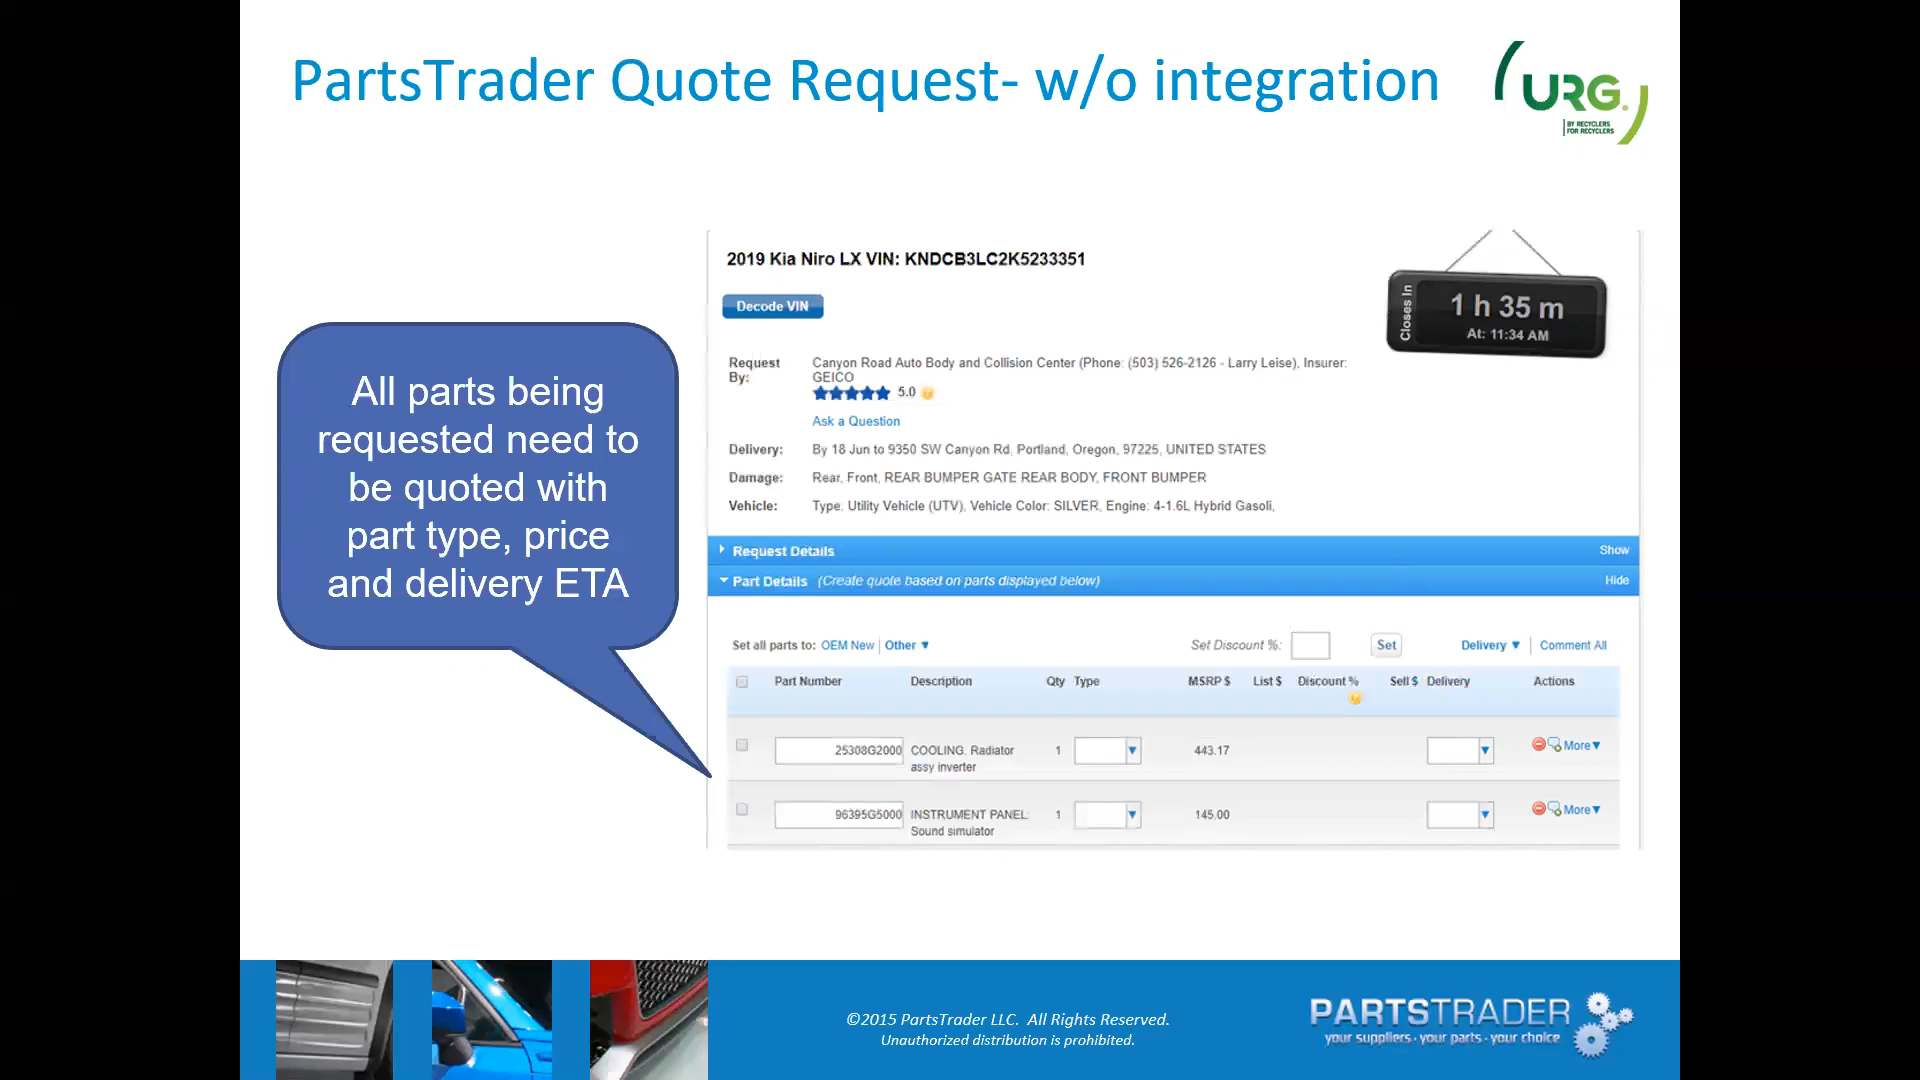 PartsTrader Quote Request- w/o integration
URG.
BY RECYCLERS
FOR RECYCLERS
2019 Kia Niro LX VIN: KNDCB3LC2K5233351
Decode VIN
Closes In
1 h 35 m
At: 11:34 AM
All parts being
requested need to
be quoted with
part type, price
and delivery ETA
Request By: Canyon Road Auto Body and Collision Center (Phone: (503) 526-2126 - Larry Leise), Insurer:
GEICO
5.0
Ask a Question
Delivery: By 18 Jun to 9350 SW Canyon Rd, Portland, Oregon, 97225, UNITED STATES
Damage: Rear, Front, REAR BUMPER GATE REAR BODY, FRONT BUMPER
Vehicle: Type: Utility Vehicle (UTV), Vehicle Color: SILVER, Engine: 4-1.6L Hybrid Gasoli,
Request Details Show
Part Details (Create quote based on parts displayed below) Hide
Set all parts to: OEM New | Other Set Discount %: Set Delivery | Comment All
Part Number Description Qty Type MSRP $ List $ Discount % Sell $ Delivery Actions
25308G2000 COOLING. Radiator 1 443.17 More
assy inverter
96395G5000 INSTRUMENT PANEL: 1 145.00 More
Sound simulator
©2015 PartsTrader LLC. All Rights Reserved.
Unauthorized distribution is prohibited.
PARTSTRADER
your suppliers · your parts · your choice